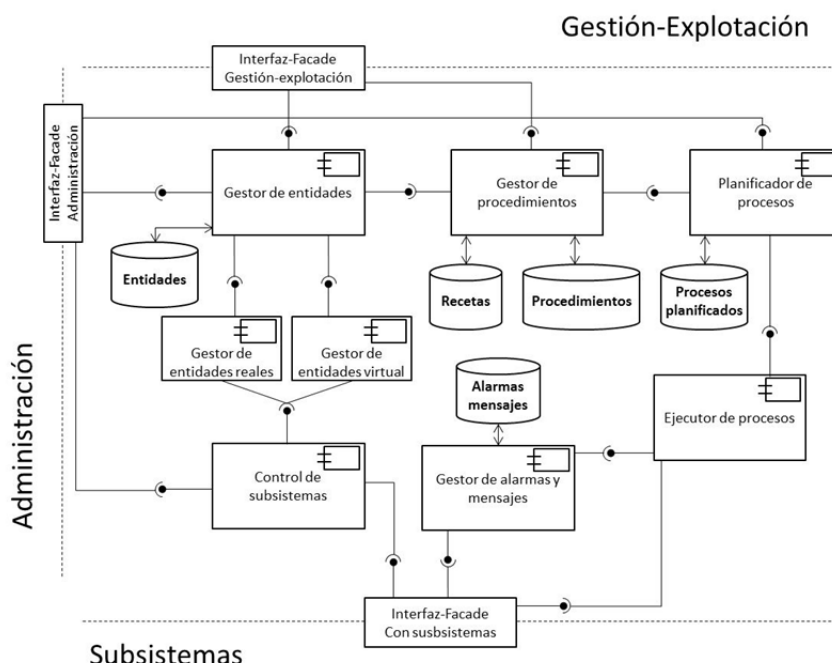 Gestión-Explotación
Interfaz-Facade
Gestión-explotación
Interfaz-Facade
Administración
Gestor de entidades
Gestor de
procedimientos
Planificador de
procesos
Entidades
Recetas
Procedimientos
Procesos
planificados
Gestor de
entidades reales
Gestor de
entidades virtual
Alarmas
mensajes
Ejecutor de procesos
Administración
Control de
subsistemas
Gestor de alarmas y
mensajes
Interfaz-Facade
Con susbsistemas
Subsistemas